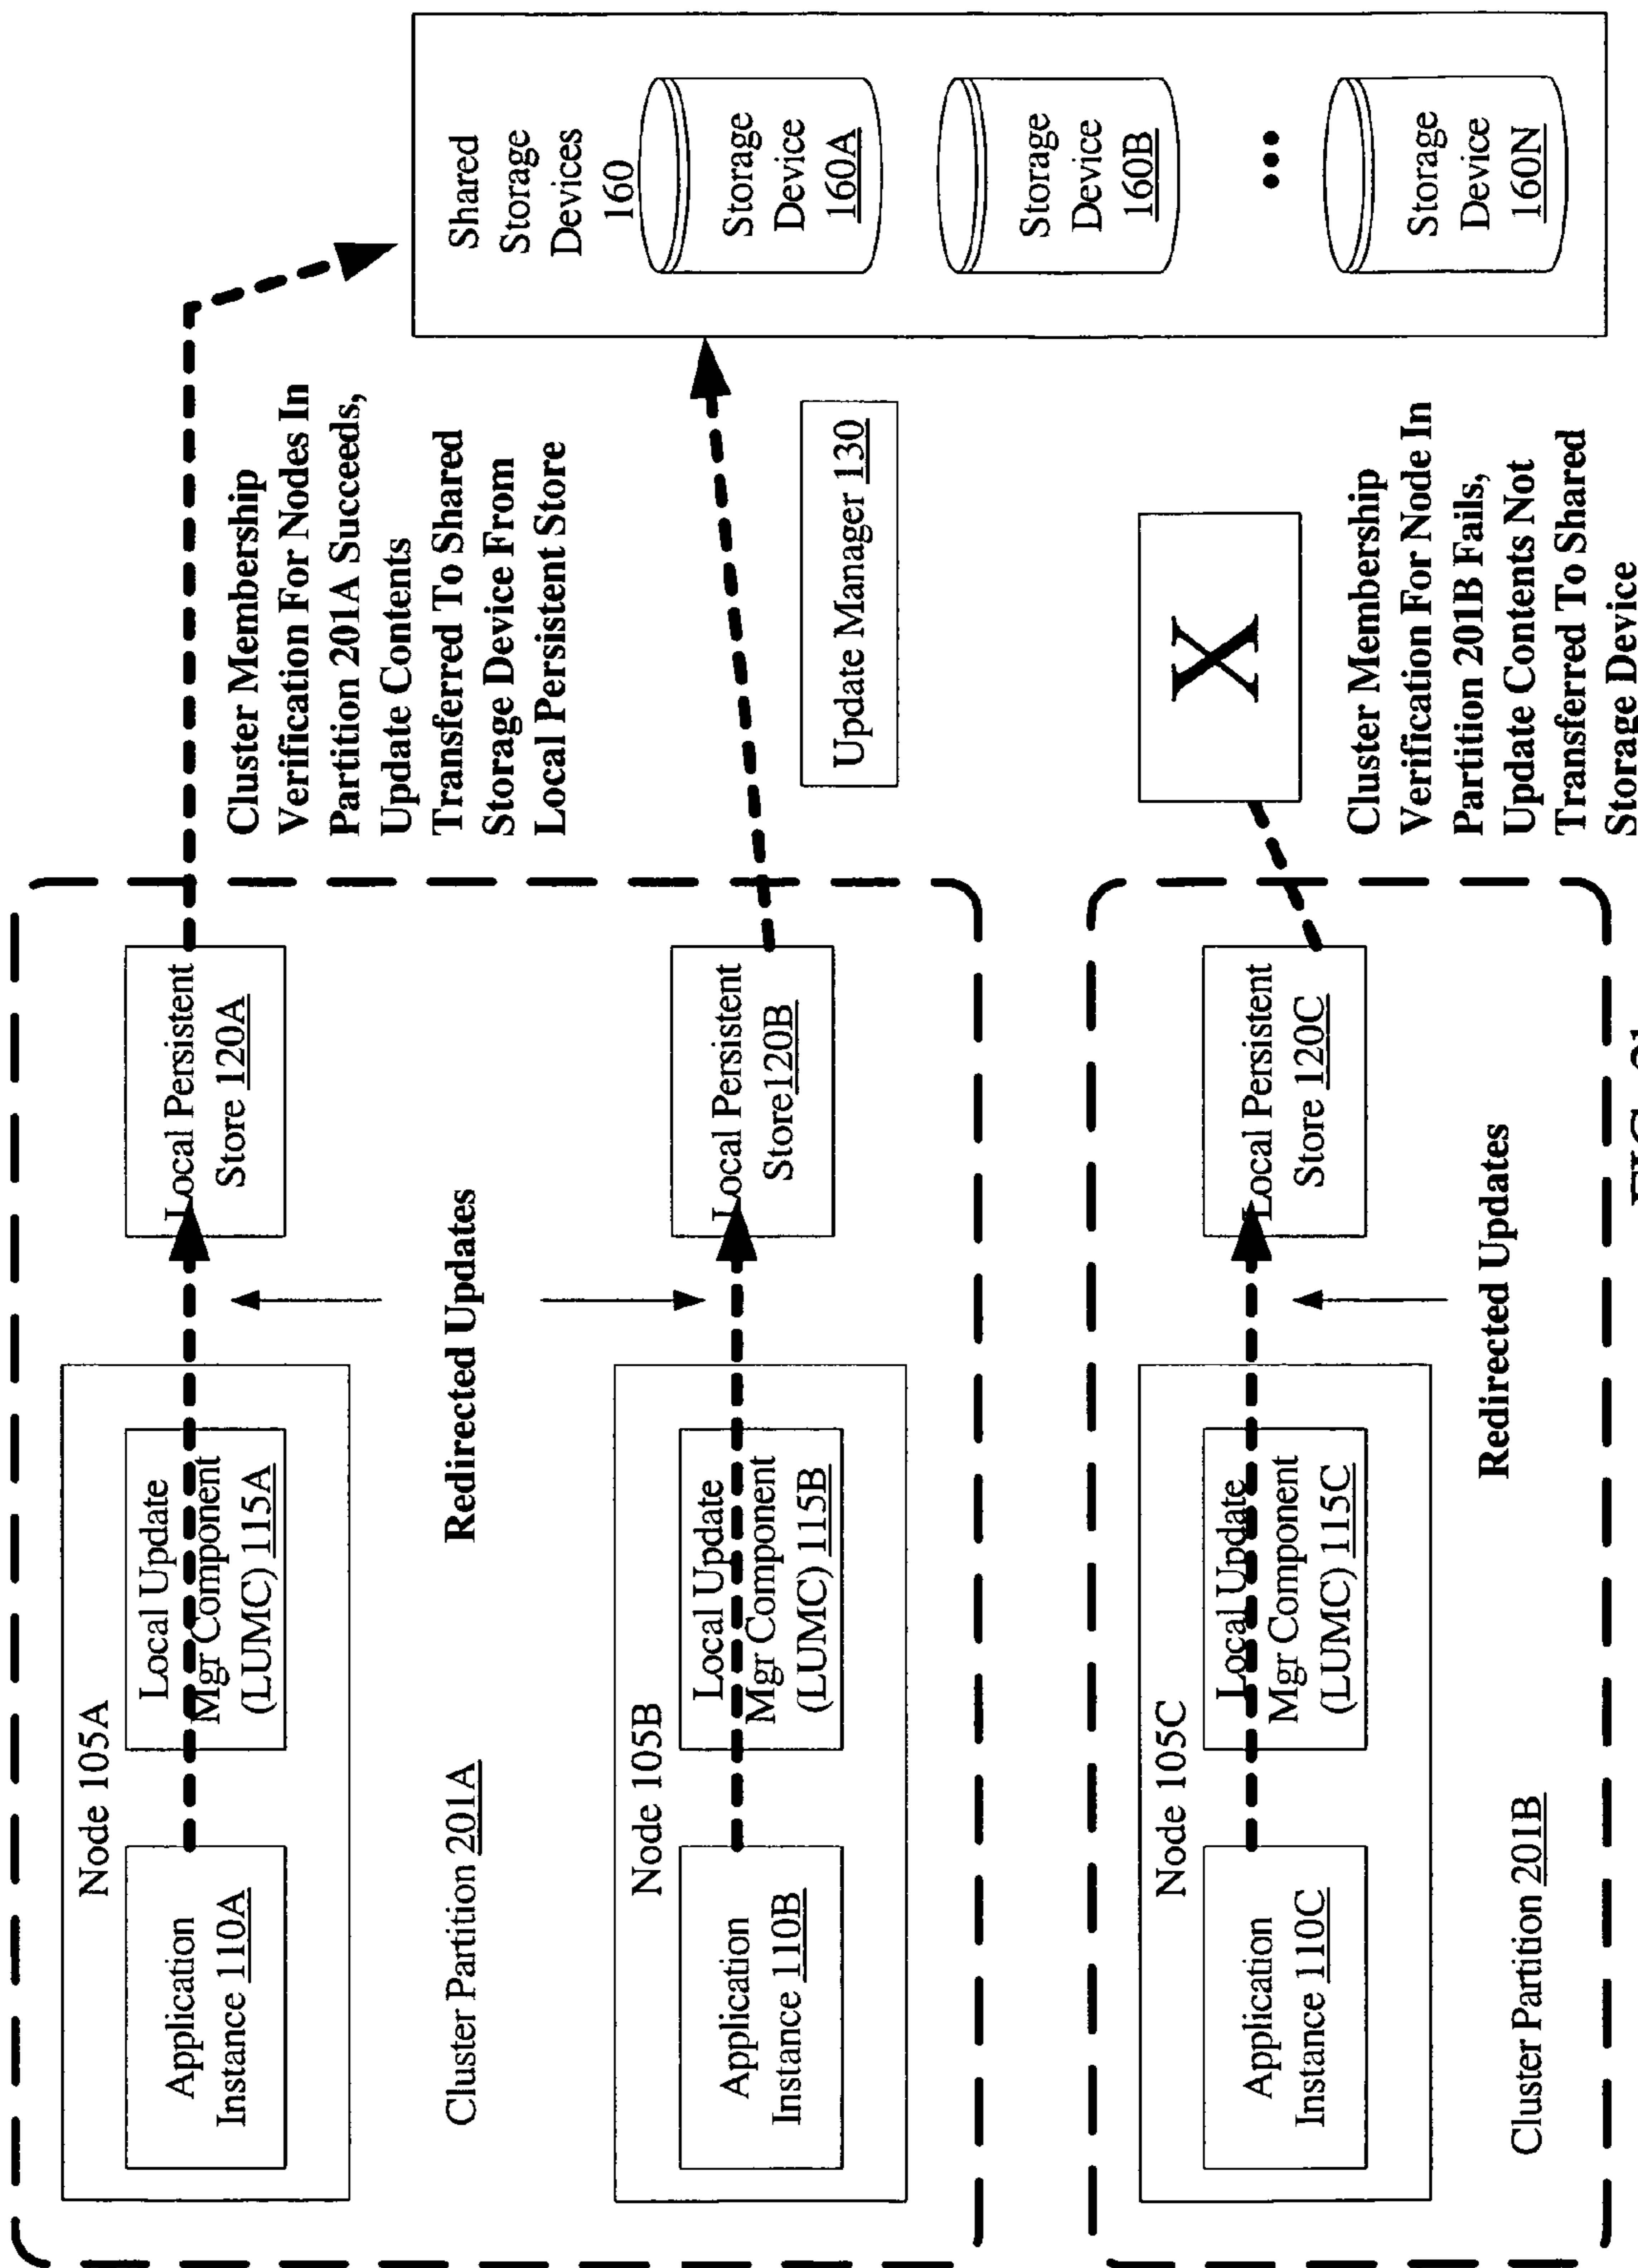 Node 105A
Application
Instance 110A
Local Update
Mgr Component
(LUMC) 115A
Local Persistent
Store 120A
Cluster Partition 201A
Redirected Updates
Node 105B
Application
Instance 110B
Local Update
Mgr Component
(LUMC) 115B
Local Persistent
Store120B
Cluster Membership
Verification For Nodes In
Partition 201A Succeeds,
Update Contents
Transferred To Shared
Storage Device From
Local Persistent Store
Update Manager 130
Shared
Storage
Devices
160
Storage
Device
160A
Storage
Device
160B
•••
Storage
Device
160N
Node 105C
Application
Instance 110C
Local Update
Mgr Component
(LUMC) 115C
Local Persistent
Store 120C
Cluster Partition 201B
Redirected Updates
X
Cluster Membership
Verification For Node In
Partition 201B Fails,
Update Contents Not
Transferred To Shared
Storage Device